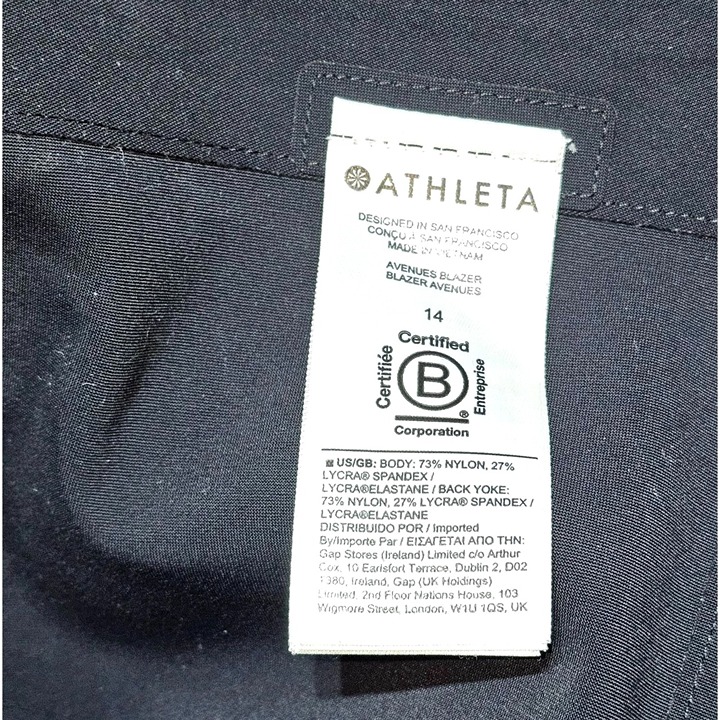 ATHLETA
DESIGNED IN SAN FRANCISCO
CONÇU À SAN FRANCISCO
MADE IN VIETNAM
AVENUES BLAZER
BLAZER AVENUES
14
Certified
Certifiée
B
Entreprise
®
Corporation
US/GB: BODY: 73% NYLON, 27%
LYCRA® SPANDEX /
LYCRA®ELASTANE / BACK YOKE:
73% NYLON, 27% LYCRA® SPANDEX /
LYCRA®ELASTANE
DISTRIBUIDO POR / Imported
By/Importe Par / ΕΙΣΑΓΕΤΑΙ ΑΠΟ ΤΗΝ:
Gap Stores (Ireland) Limited c/o Arthur
Cox, 10 Earlsfort Terrace, Dublin 2, D02
T380, Ireland, Gap (UK Holdings)
Limited, 2nd Floor Nations House, 103
Wigmore Street, London, W1U 1QS, UK